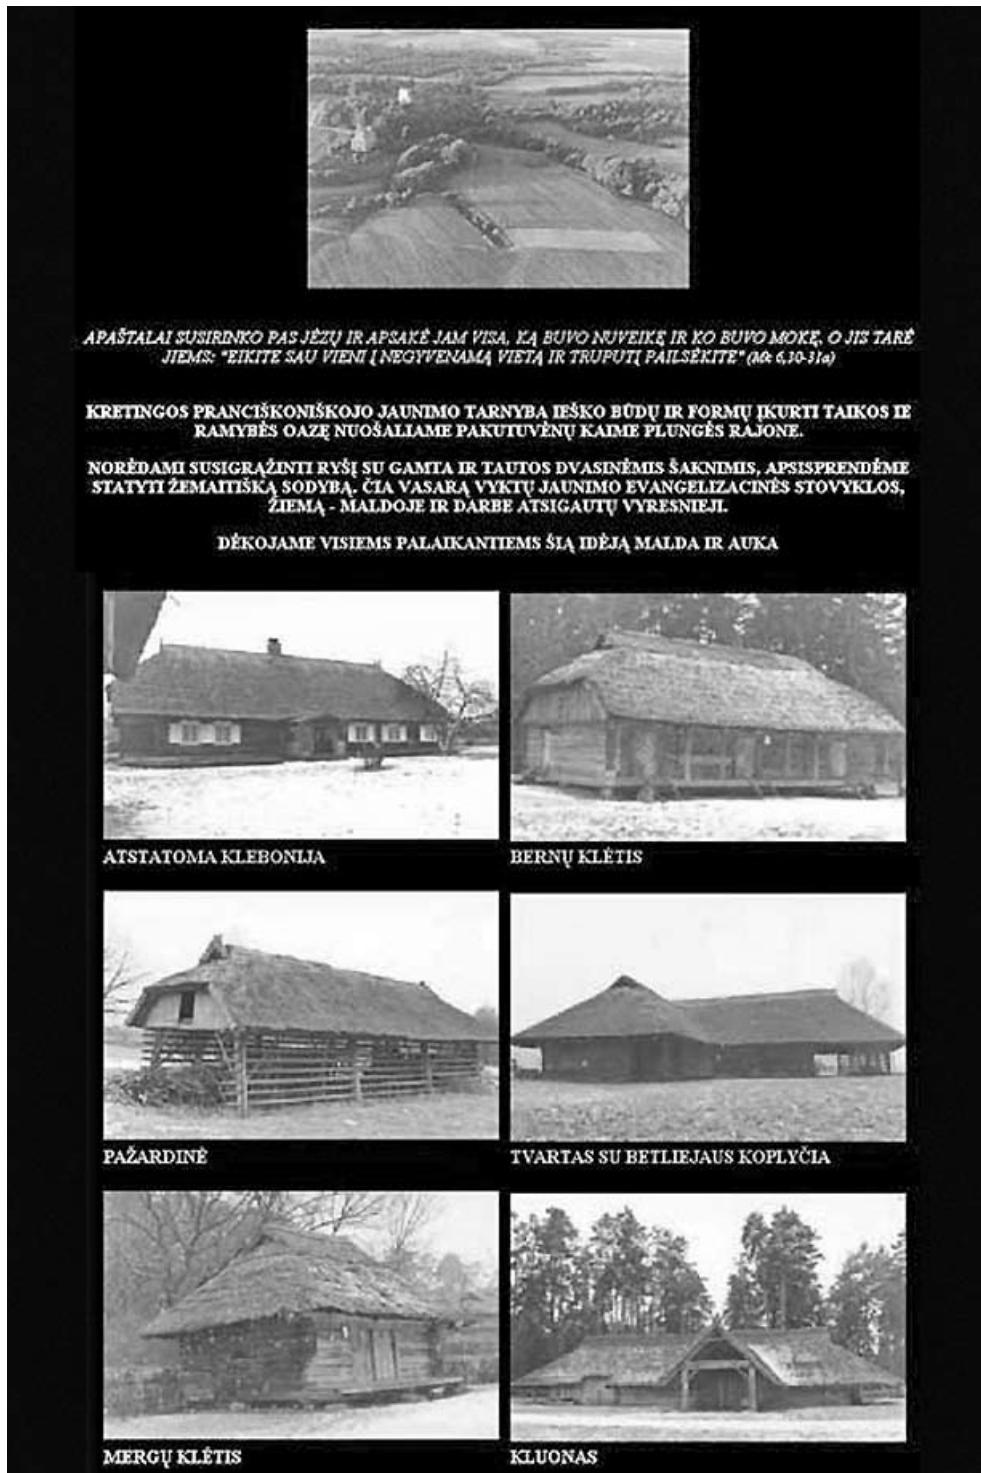 APAŠTALAI SUSIRINKO PAS JĖZŲ IR APSAKĖ JAM VISA, KĄ BUVO NUVEIKĘ IR KO BUVO MOKĘ. O JIS TARĖ
JIEMS: "EIKITE SAU VIENI Į NEGYVENAMĄ VIETĄ IR TRUPUTĮ PAILSĖKITE" (Mk 6,30-31a)
KRETINGOS PRANCIŠKONIŠKOJO JAUNIMO TARNYBA IEŠKO BŪDŲ IR FORMŲ ĮKURTI TAIKOS IE
RAMYBĖS OAZĘ NUOŠALIAME PAKUTUVĖNŲ KAIME PLUNGĖS RAJONE.
NORĖDAMI SUSIGRĄŽINTI RYŠĮ SU GAMTA IR TAUTOS DVASINĖMIS ŠAKNIMIS, APSISPRENDĖME
STATYTI ŽEMAITIŠKĄ SODYBĄ. ČIA VASARĄ VYKTŲ JAUNIMO EVANGELIZACINĖS STOVYKLOS,
ŽIEMĄ - MALDOJE IR DARBE ATSIGAUTŲ VYRESNIEJI.
DĖKOJAME VISIEMS PALAIKANTIEMS ŠIĄ IDĖJĄ MALDA IR AUKA
ATSTATOMA KLEBONIJA
BERNŲ KLĖTIS
PAŽARDINĖ
TVARTAS SU BETLIEJAUS KOPLYČIA
MERGŲ KLĖTIS
KLUONAS